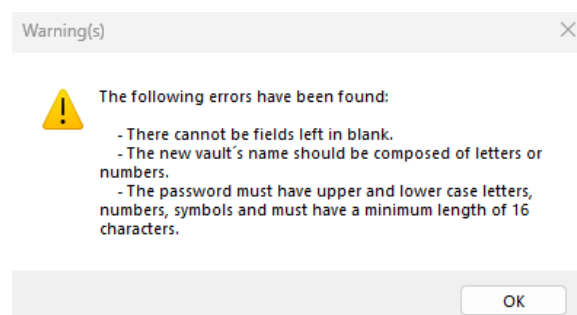 Warning(s)
The following errors have been found:
- There cannot be fields left in blank.
- The new vault´s name should be composed of letters or
numbers.
- The password must have upper and lower case letters,
numbers, symbols and must have a minimum length of 16
characters.
OK